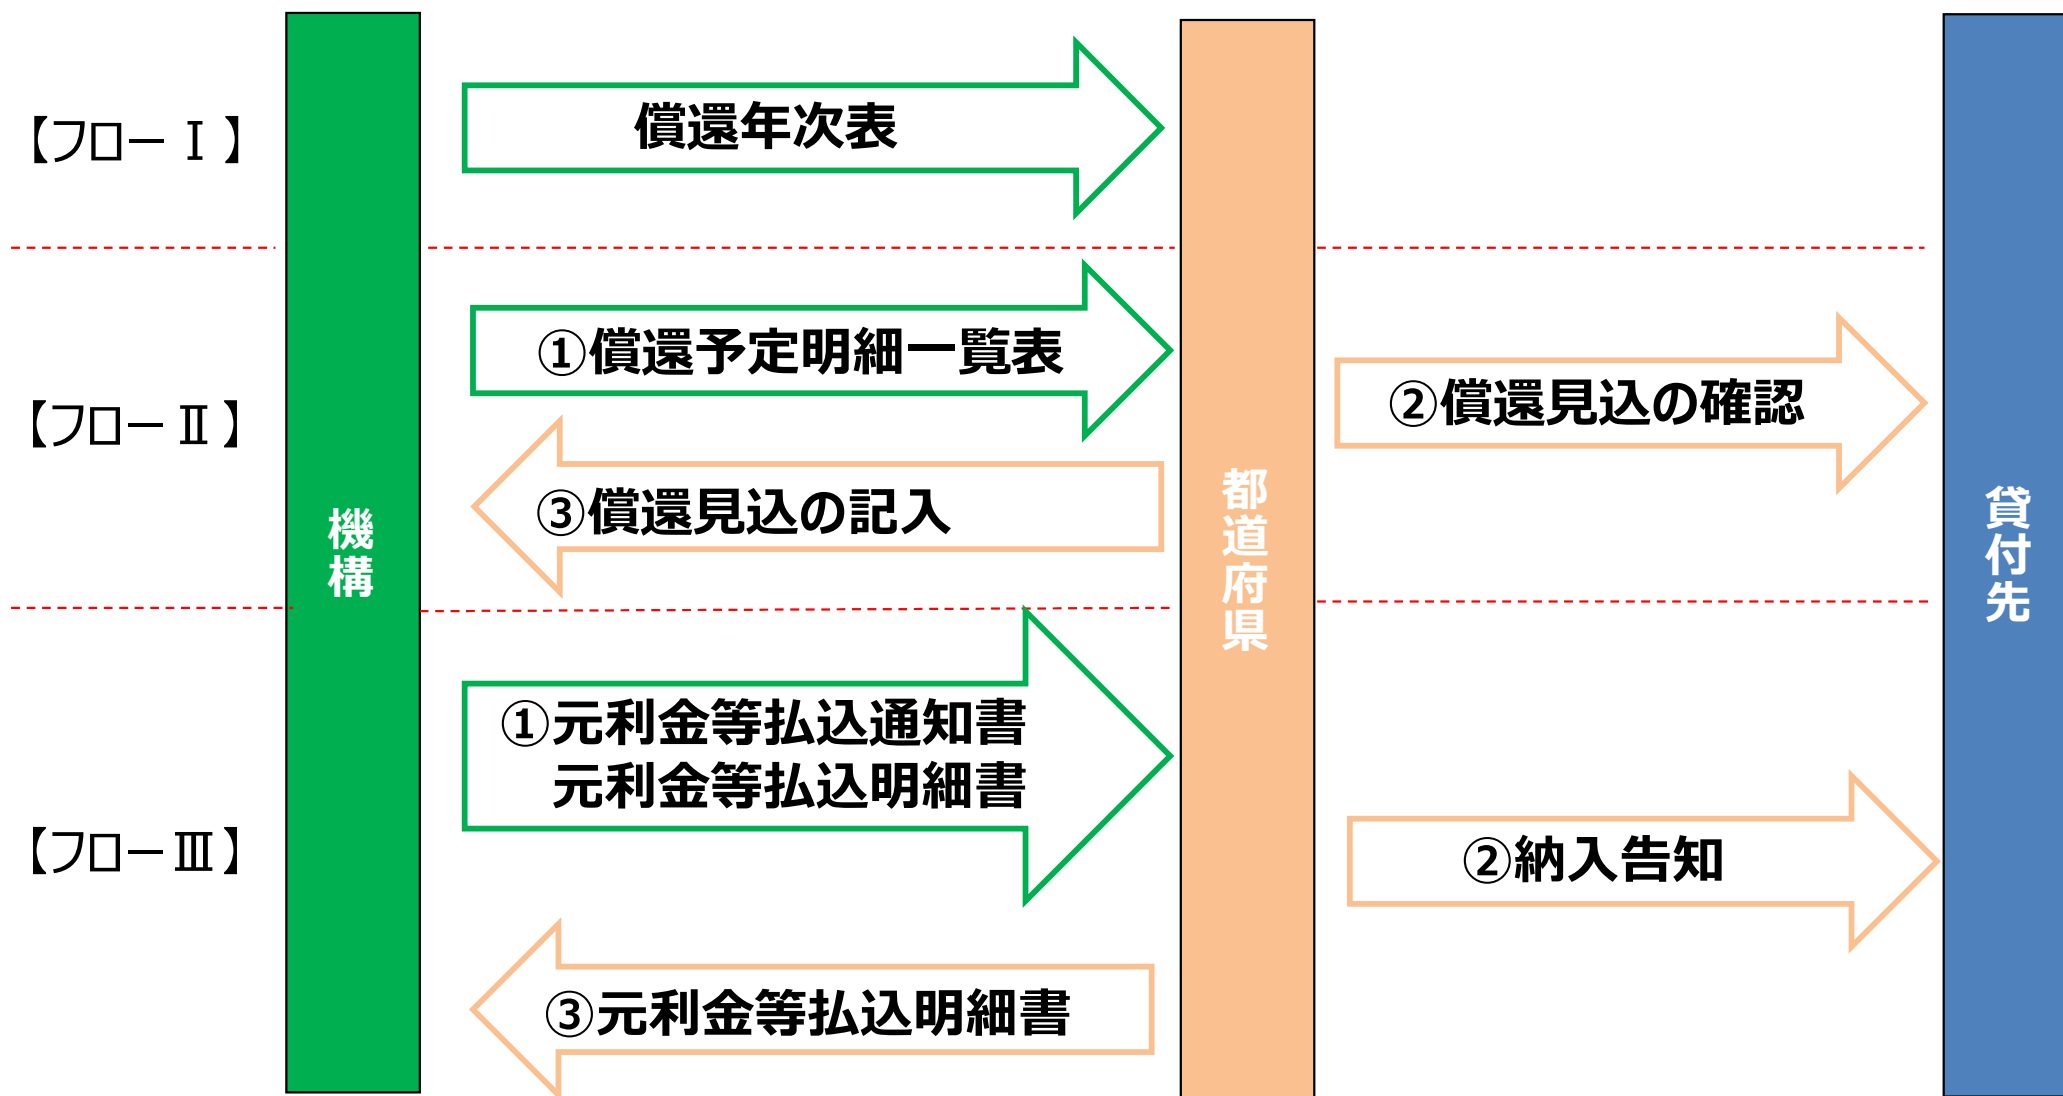 【フローⅠ】
償還年次表
【フローⅡ】
①償還予定明細一覧表
②償還見込の確認
③償還見込の記入
機構
都道府県
貸付先
【フローⅢ】
①元利金等払込通知書
元利金等払込明細書
②納入告知
③元利金等払込明細書